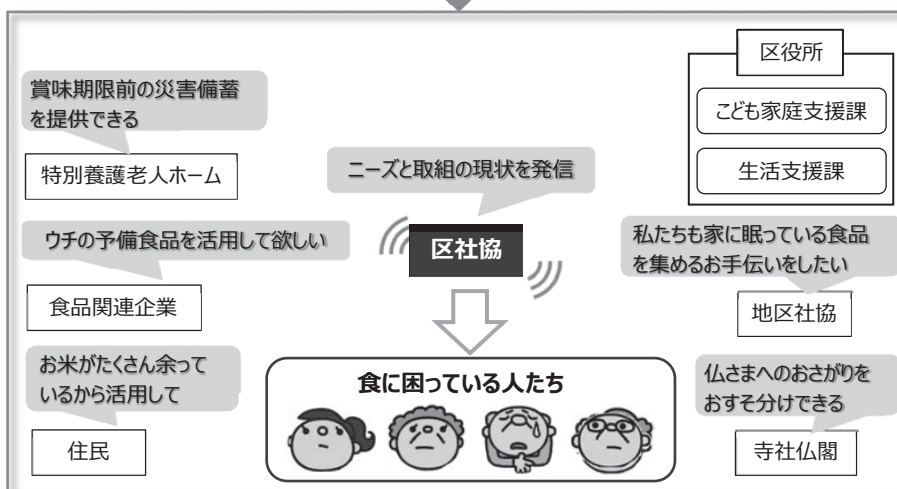 賞味期限前の災害備蓄
を提供できる
特別養護老人ホーム
ウチの予備食品を活用して欲しい
食品関連企業
お米がたくさん余って
いるから活用して
住民
ニーズと取組の現状を発信
区社協
食に困っている人たち
区役所
こども家庭支援課
生活支援課
私たちも家に眠っている食品
を集めるお手伝いをしたい
地区社協
仏さまへのおさがりを
おすそ分けできる
寺社仏閣